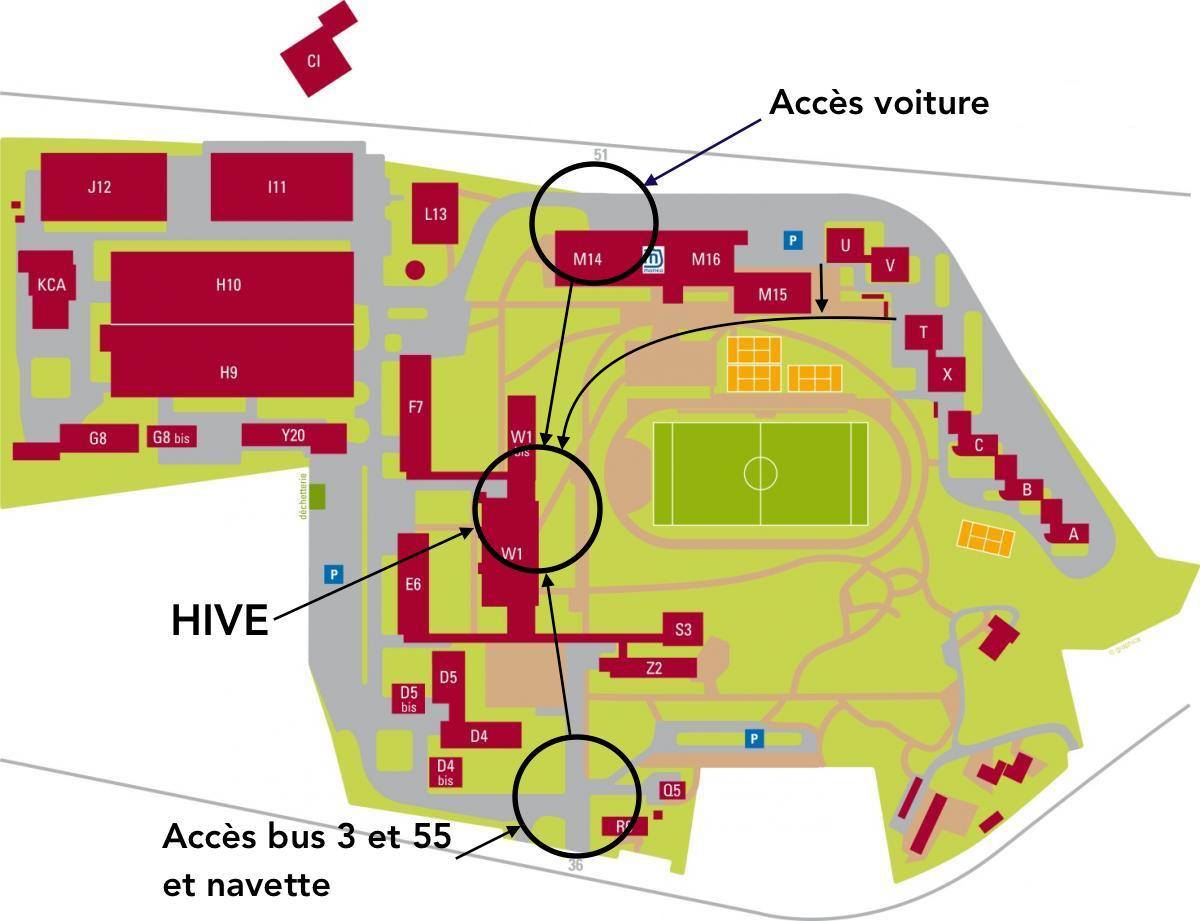 CI
Accès voiture
51
J12
I11
L13
P
U
V
M14
M16
M15
KCA
H10
T
X
H9
F7
W1
bis
G8
G8 bis
Y20
C
B
A
déchetterie
W1
P
E6
HIVE
S3
Z2
© graphica
D5
D5
bis
D4
P
D4
bis
Q5
Accès bus 3 et 55
et navette
36